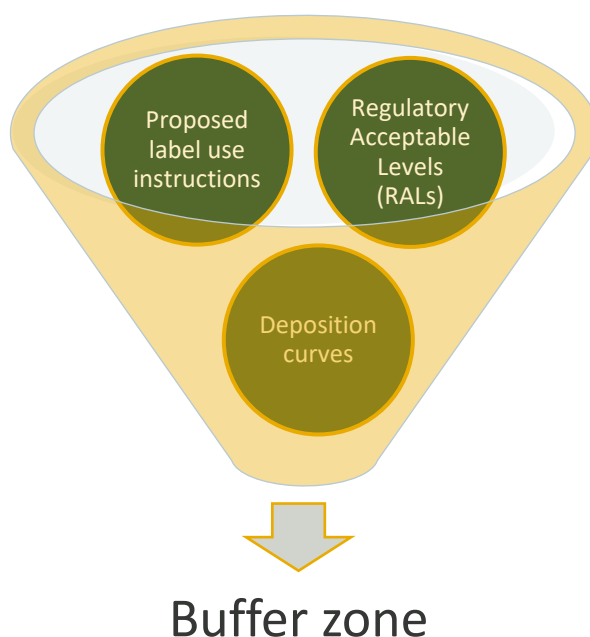 Proposed
label use
instructions
Regulatory
Acceptable
Levels
(RALs)
Deposition
curves
Buffer zone